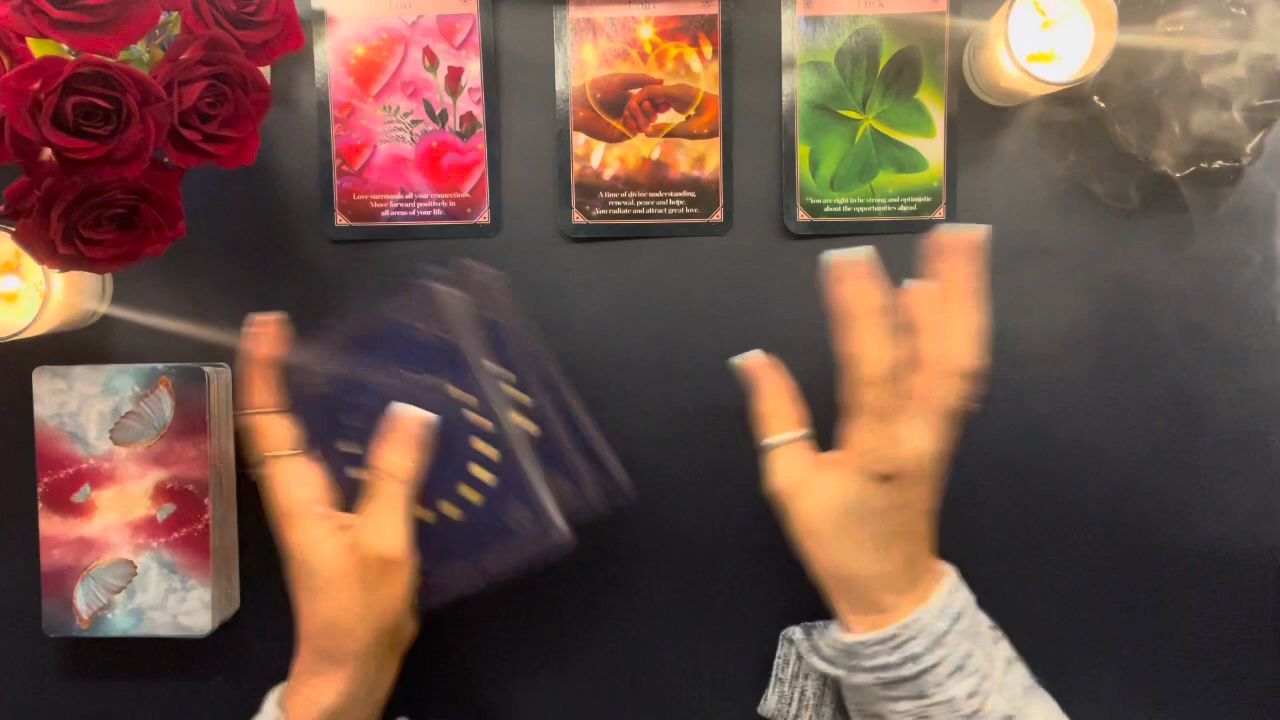 LOVE
Love surrounds all your connections.
Move forward positively in
all areas of your life.
A time of divine understanding,
renewal, peace and hope.
You radiate and attract great love.
LUCK
You are right to be strong and optimistic
about the opportunities ahead